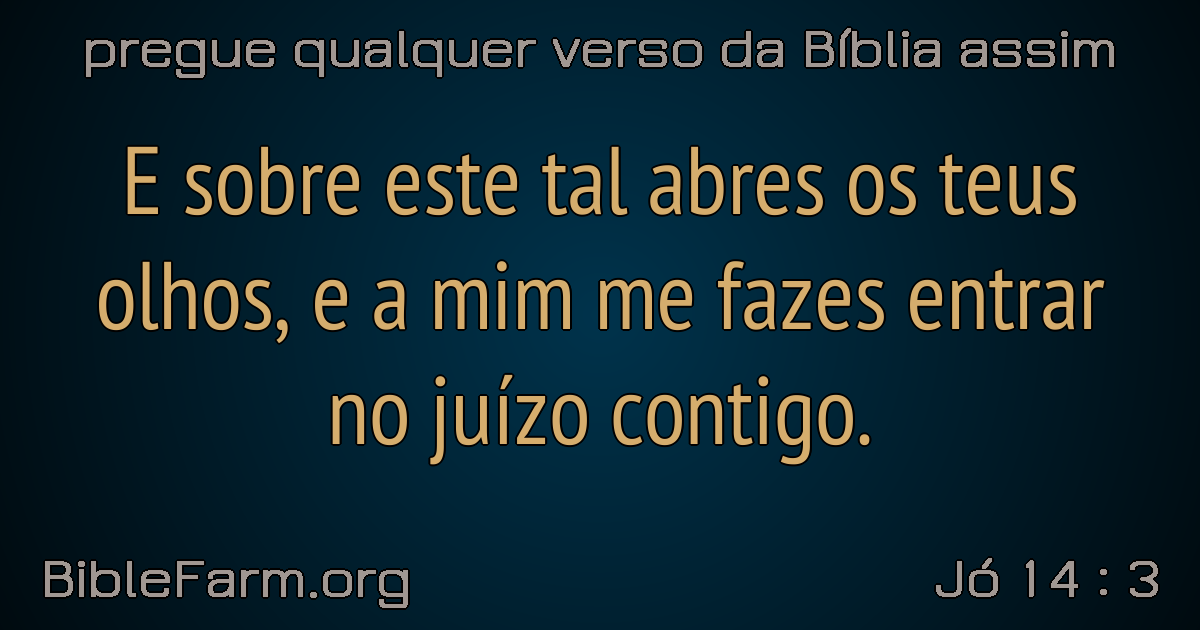 pregue qualquer verso da Bíblia assim
E sobre este tal abres os teus
olhos, e a mim me fazes entrar
no juízo contigo.
BibleFarm.org
Jó 14 : 3